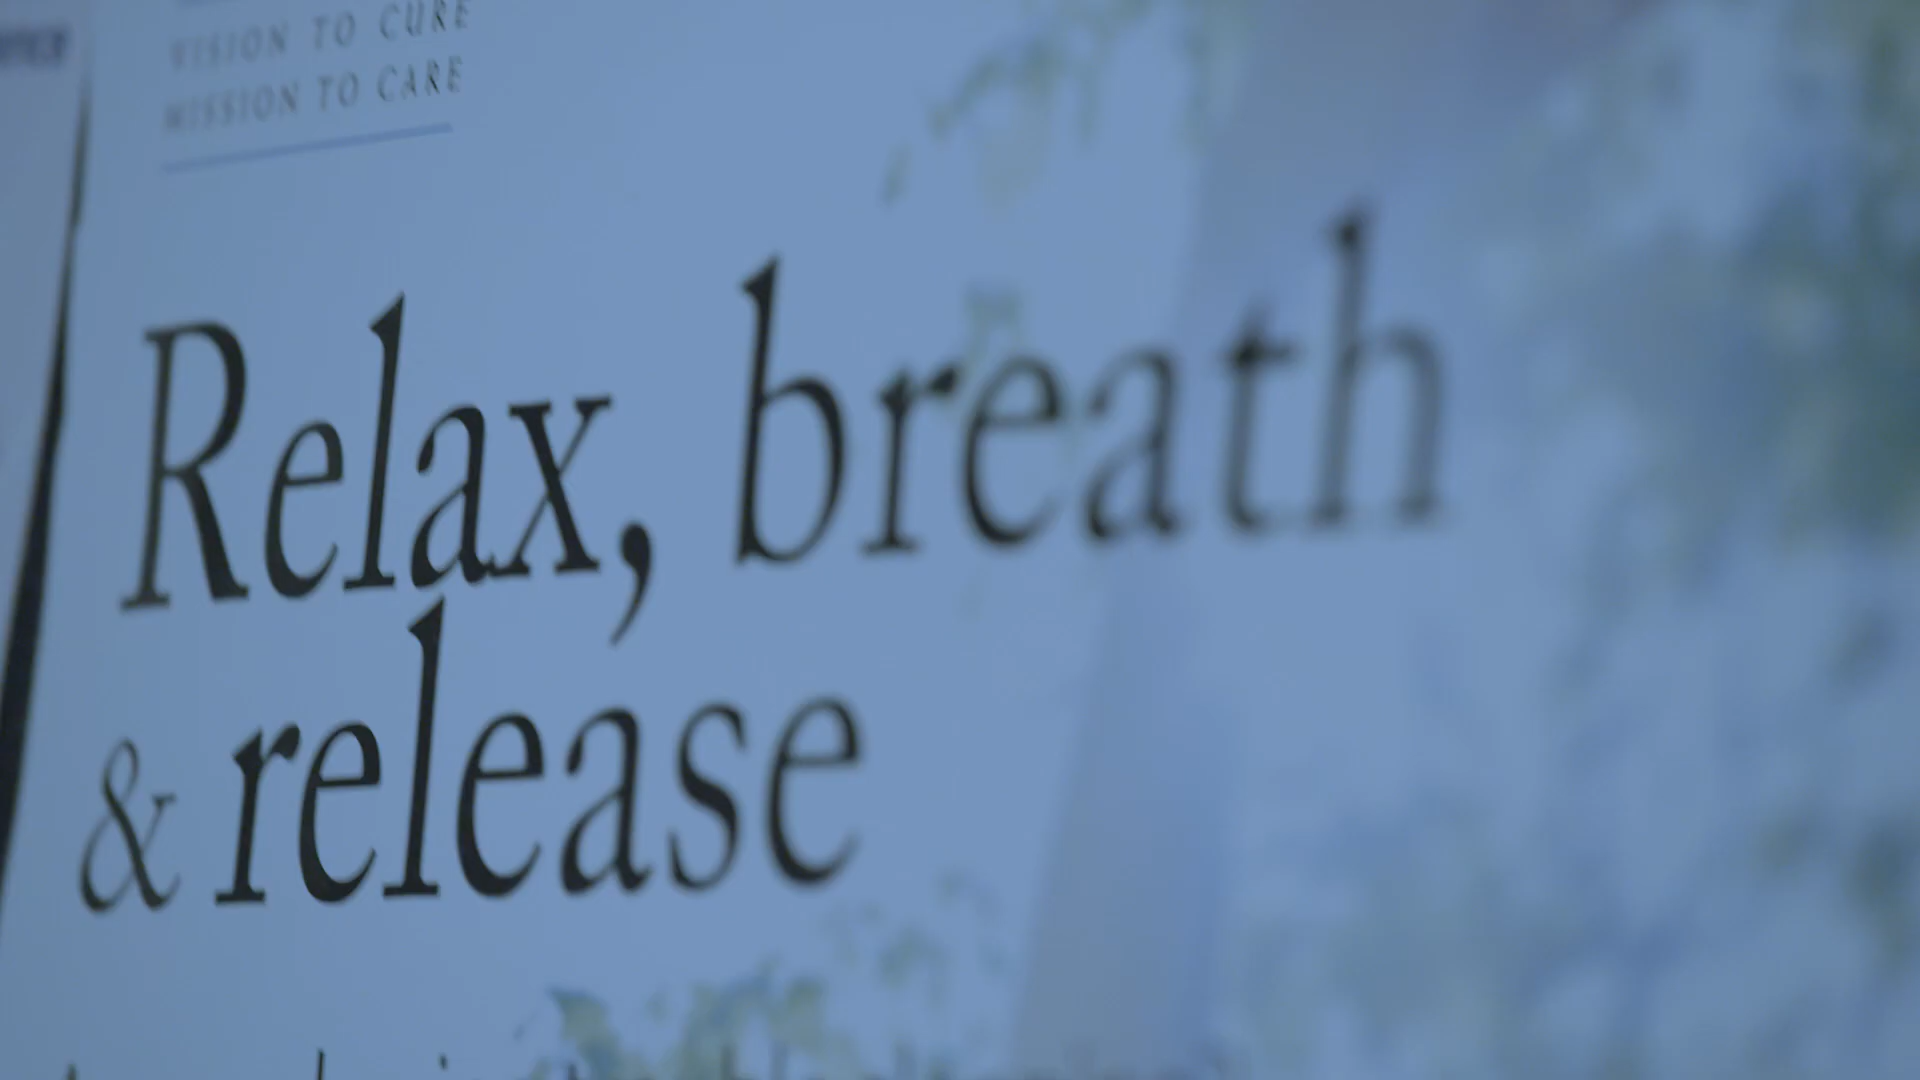 VISION TO CURE
MISSION TO CARE
Relax, breath
& release